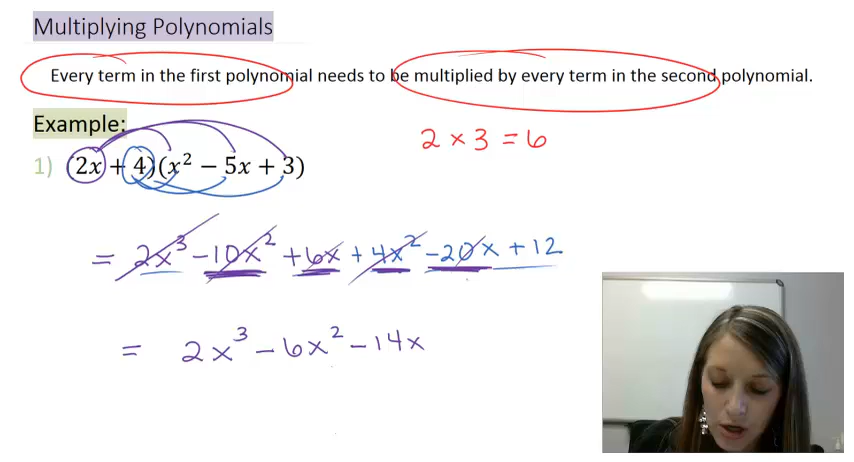 Multiplying Polynomials
Every term in the first polynomial needs to be multiplied by every term in the second polynomial.
Example:
2 × 3 = 6
1) (2x + 4)(x² − 5x + 3)
= 2x³ − 10x² + 6x + 4x² − 20x + 12
= 2x³ − 6x² − 14x